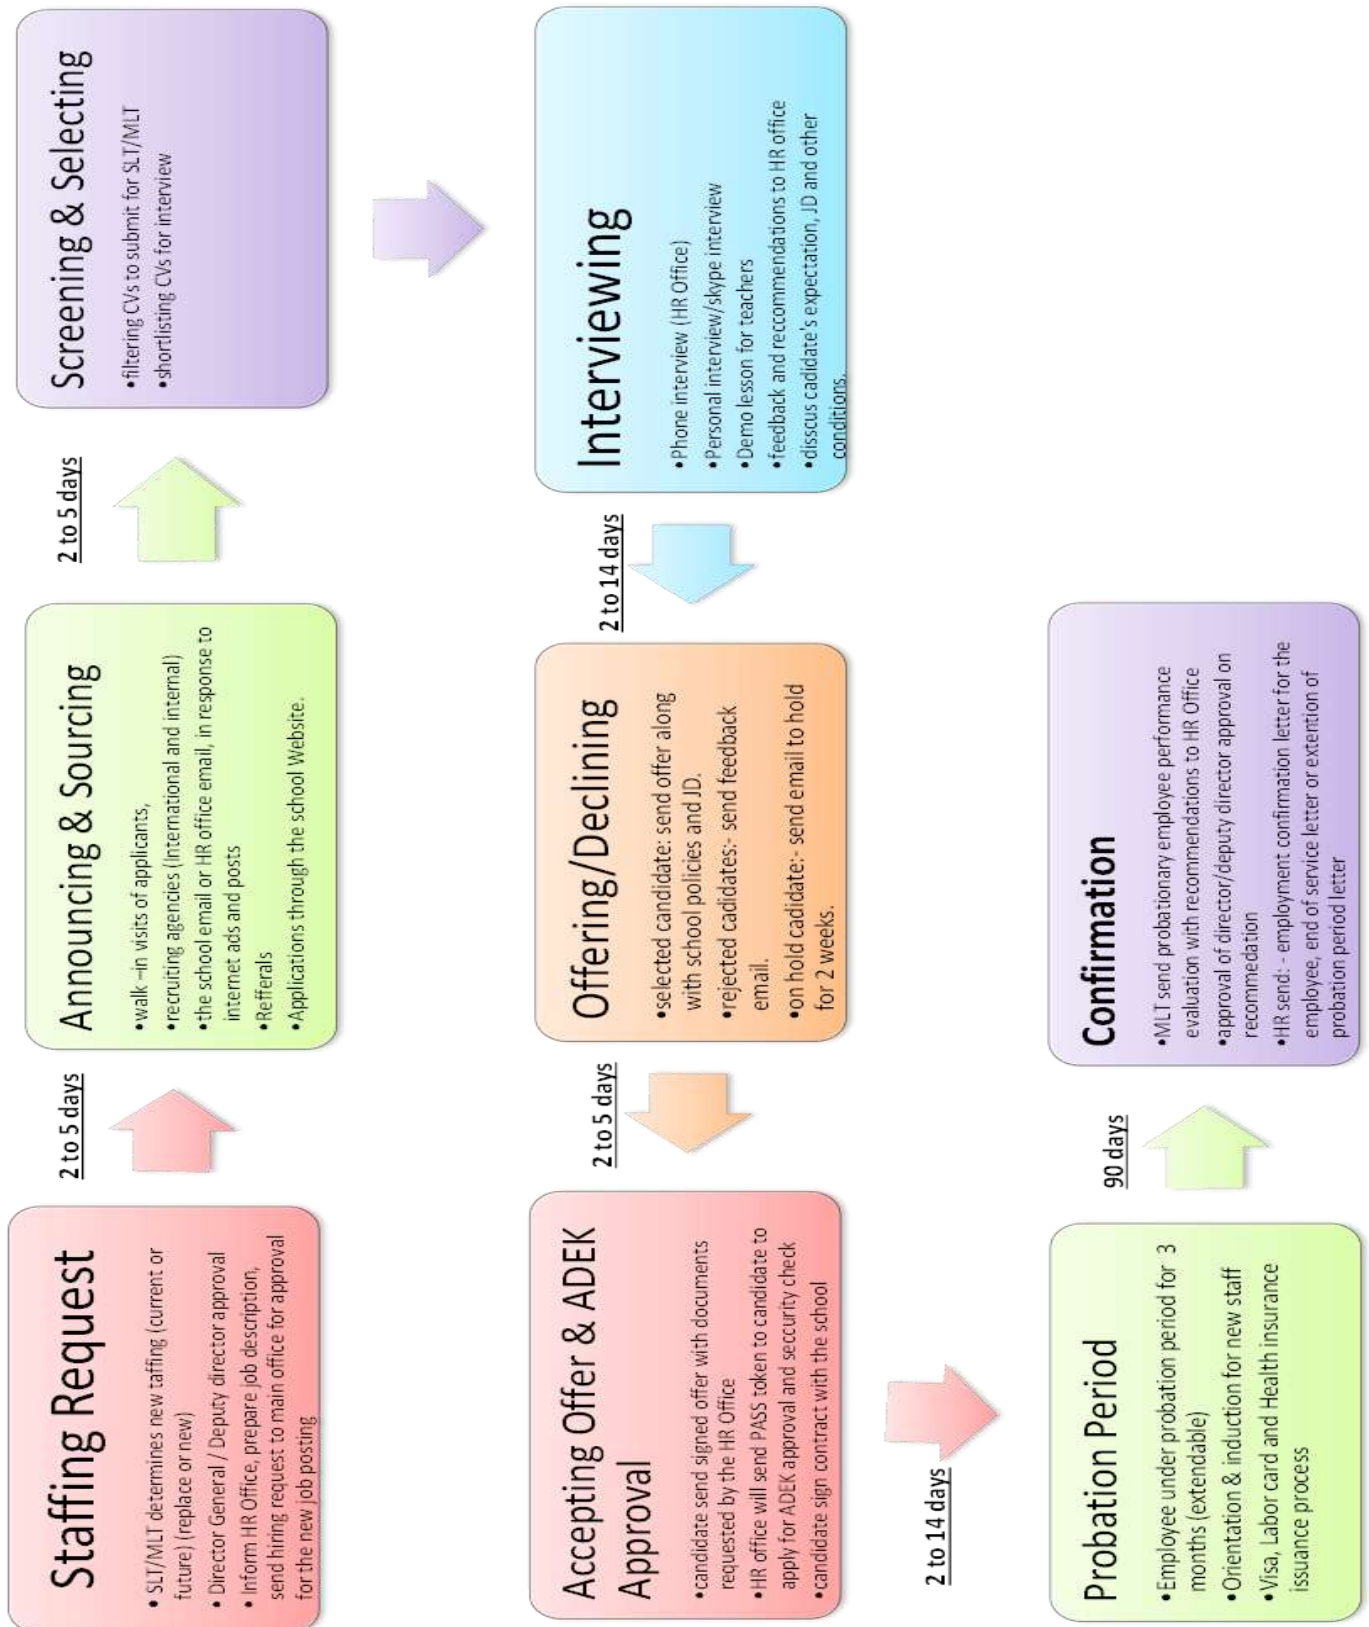 Staffing Request
• SLT/MLT determines new taffing (current or
future) (replace or new)
• Director General / Deputy director approval
• Inform HR Office, prepare job description,
send hiring request to main office for approval
for the new job posting
2 to 5 days
Announcing & Sourcing
•walk –in visits of applicants,
•recruiting agencies (International and internal)
•the school email or HR office email, in response to
internet ads and posts
•Refferals
•Applications through the school Website.
2 to 5 days
Screening & Selecting
•filtering CVs to submit for SLT/MLT
•shortlisting CVs for interview
Interviewing
•Phone interview (HR Office)
•Personal interview/skype interview
•Demo lesson for teachers
•feedback and reccommendations to HR office
•disscus cadidate's expectation, JD and other
conditions.
2 to 14 days
Offering/Declining
•selected candidate: send offer along
with school policies and JD.
•rejected cadidates:- send feedback
email.
•on hold cadidate:- send email to hold
for 2 weeks.
2 to 5 days
Accepting Offer & ADEK
Approval
•candidate send signed offer with documents
requested by the HR Office
•HR office will send PASS token to candidate to
apply for ADEK approval and seccurity check
•candidate sign contract with the school
2 to 14 days
Probation Period
•Employee under probation period for 3
months (extendable)
•Orientation & induction for new staff
•Visa, Labor card and Health insurance
issuance process
90 days
Confirmation
•MLT send probationary employee performance
evaluation with recommendations to HR Office
•approval of director/deputy director approval on
recommedation
•HR send: - employment confirmation letter for the
employee, end of service letter or extention of
probation period letter